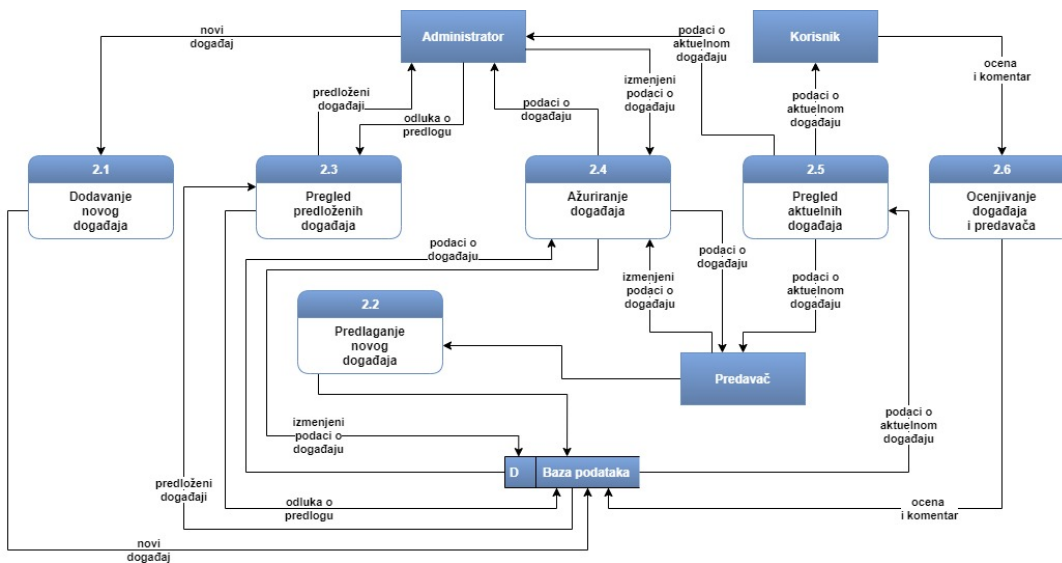 novi
događaj
Administrator
podaci o
aktuelnom
događaju
Korisnik
ocena
i komentar
predloženi
događaji
odluka o
predlogu
podaci o
događaju
izmenjeni
podaci o
događaju
podaci o
aktuelnom
događaju
2.1
Dodavanje
novog
događaja
2.3
Pregled
predloženih
događaja
2.4
Ažuriranje
događaja
2.5
Pregled
aktuelnih
događaja
2.6
Ocenjivanje
događaja
i predavača
podaci o
događaju
izmenjeni
podaci o
događaju
podaci o
događaju
podaci o
aktuelnom
događaju
2.2
Predlaganje
novog
događaja
Predavač
izmenjeni
podaci o
događaju
podaci o
aktuelnom
događaju
D
Baza podataka
predloženi
događaji
odluka o
predlogu
ocena
i komentar
novi
događaj